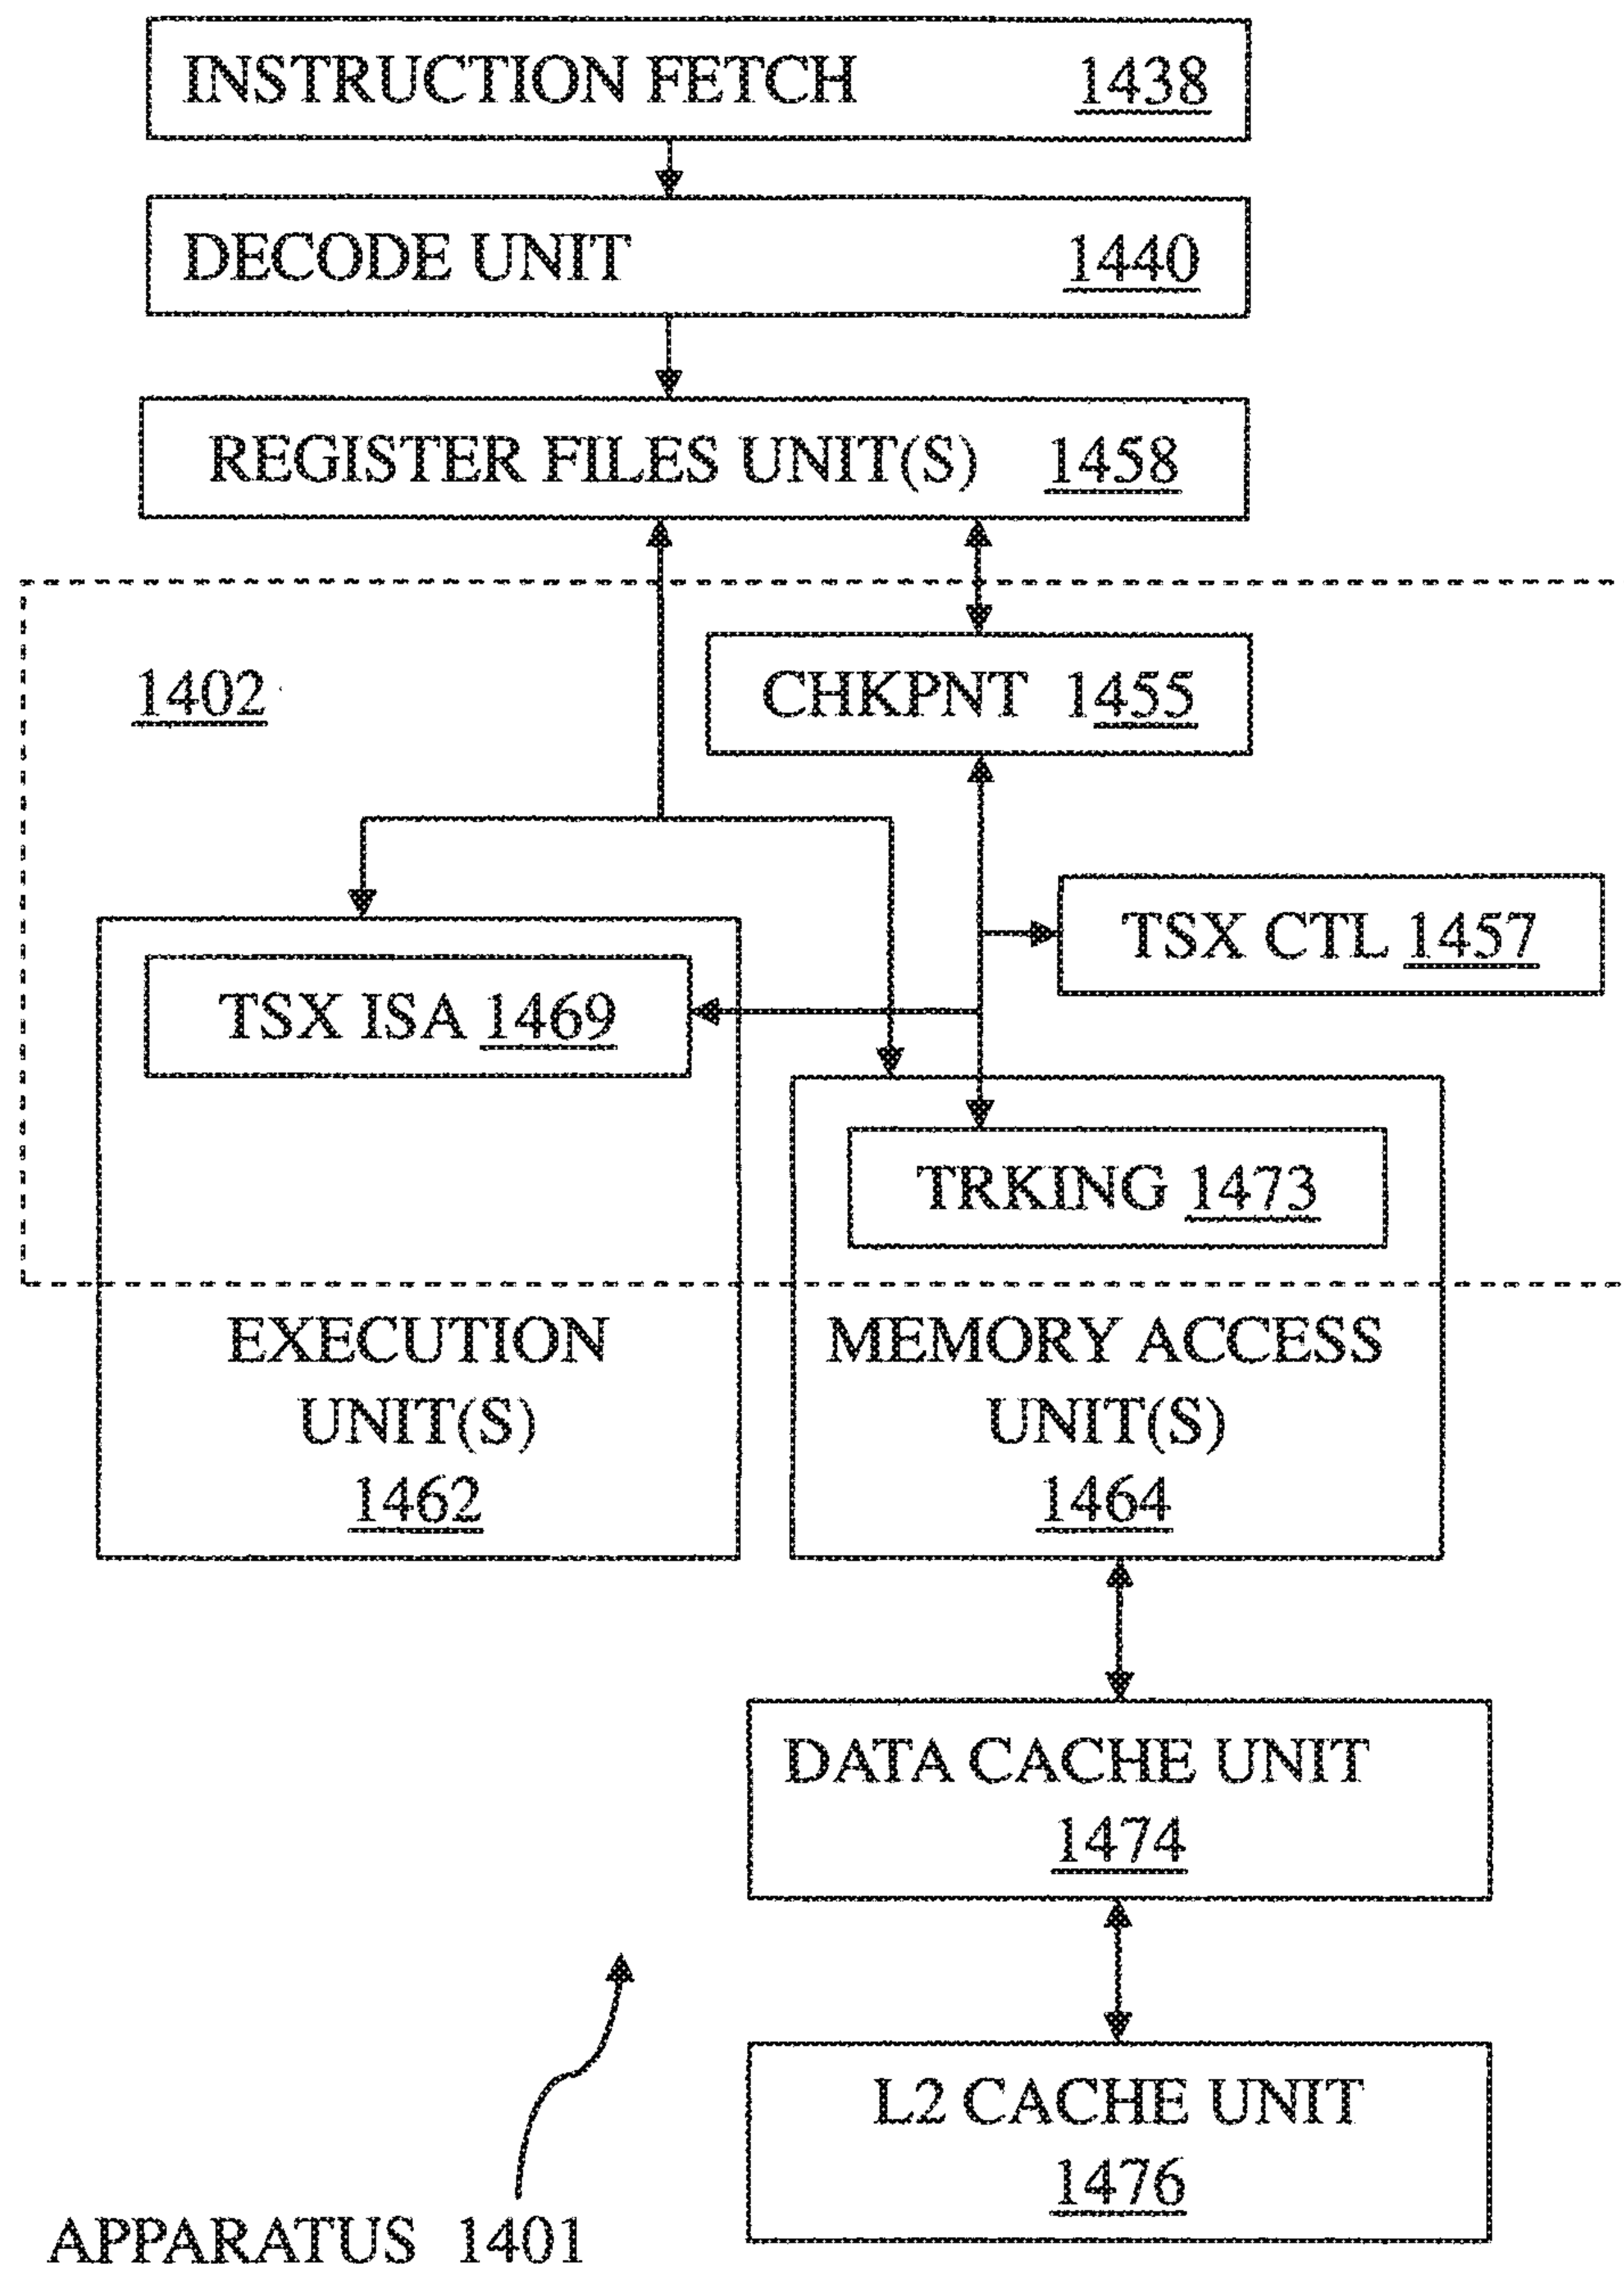 INSTRUCTION FETCH 1438
DECODE UNIT 1440
REGISTER FILES UNIT(S) 1458
1402
CHKPNT 1455
TSX CTL 1457
TSX ISA 1469
TRKING 1473
EXECUTION
UNIT(S)
1462
MEMORY ACCESS
UNIT(S)
1464
DATA CACHE UNIT
1474
L2 CACHE UNIT
1476
APPARATUS 1401